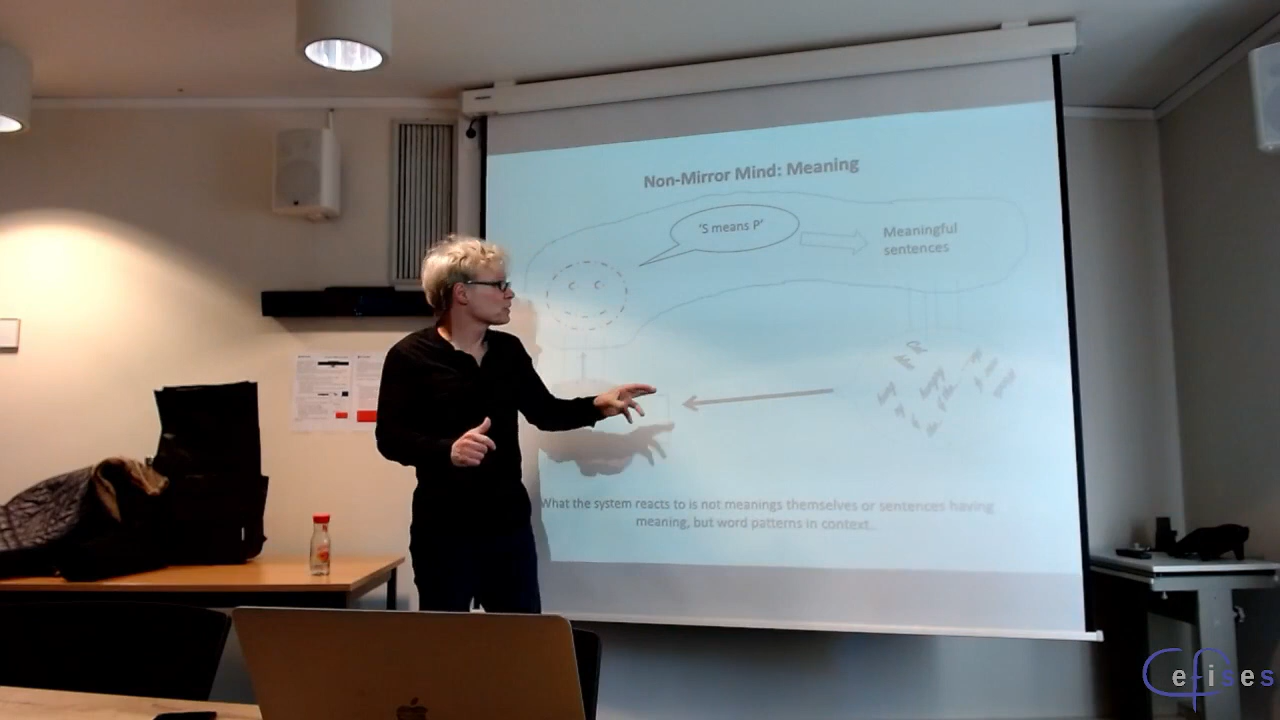 Non-Mirror Mind: Meaning
'S means P'
Meaningful
sentences
What the system reacts to is not meanings themselves or sentences having
meaning, but word patterns in context.
Cefises